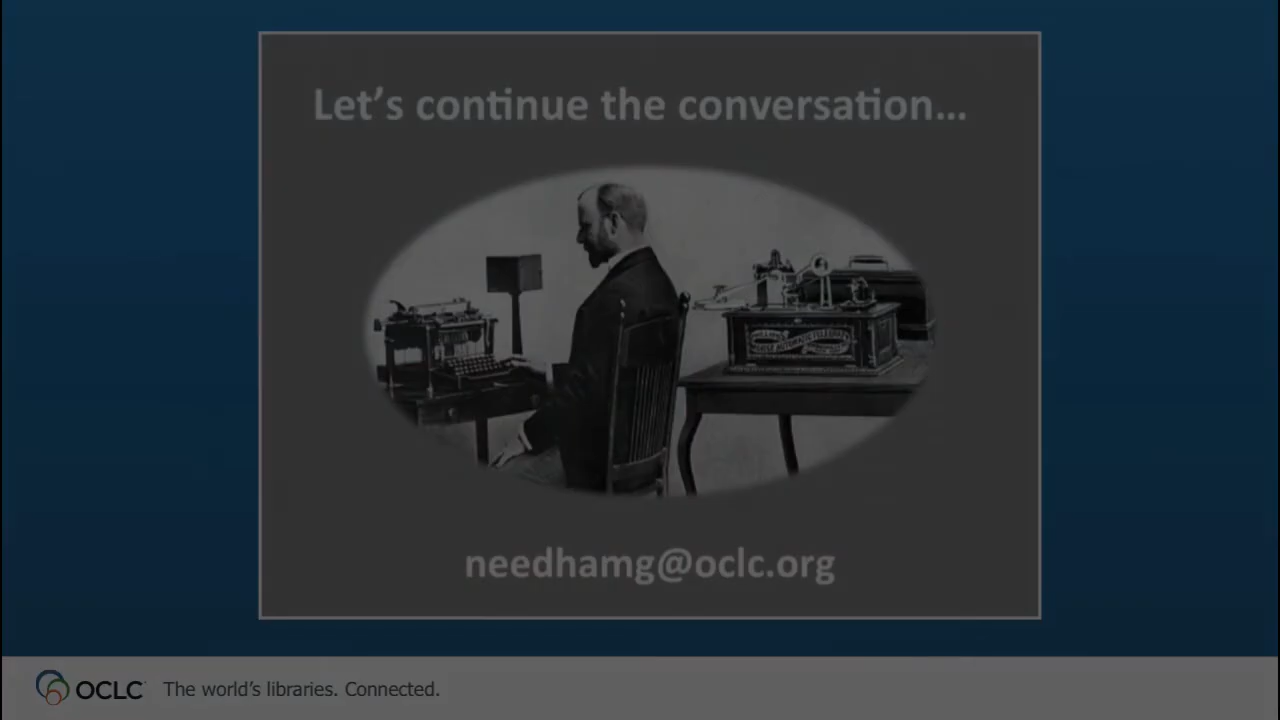 Let's continue the conversation...
needhamg@oclc.org
OCLC The world's libraries. Connected.